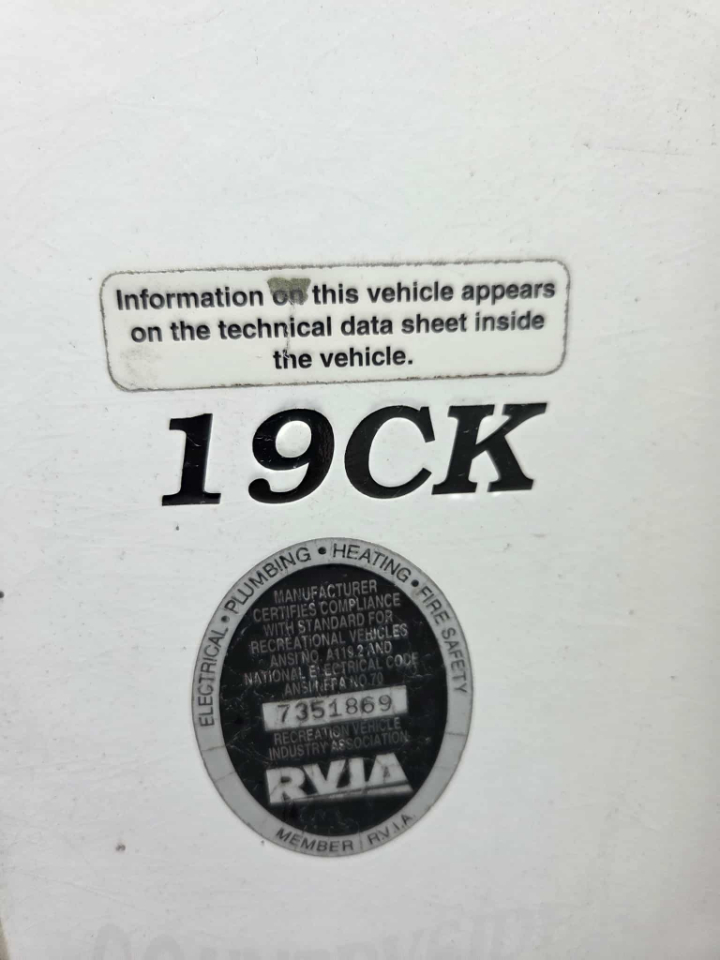 Information on this vehicle appears
on the technical data sheet inside
the vehicle.
19CK
ELECTRICAL • PLUMBING • HEATING • FIRE SAFETY
MANUFACTURER
CERTIFIES COMPLIANCE
WITH STANDARD FOR
RECREATIONAL VEHICLES
ANSI NO. A119.2 AND
NATIONAL ELECTRICAL CODE
ANSI/NFPA NO.70
7351869
RECREATION VEHICLE
INDUSTRY ASSOCIATION
RVIA
MEMBER R.V.I.A